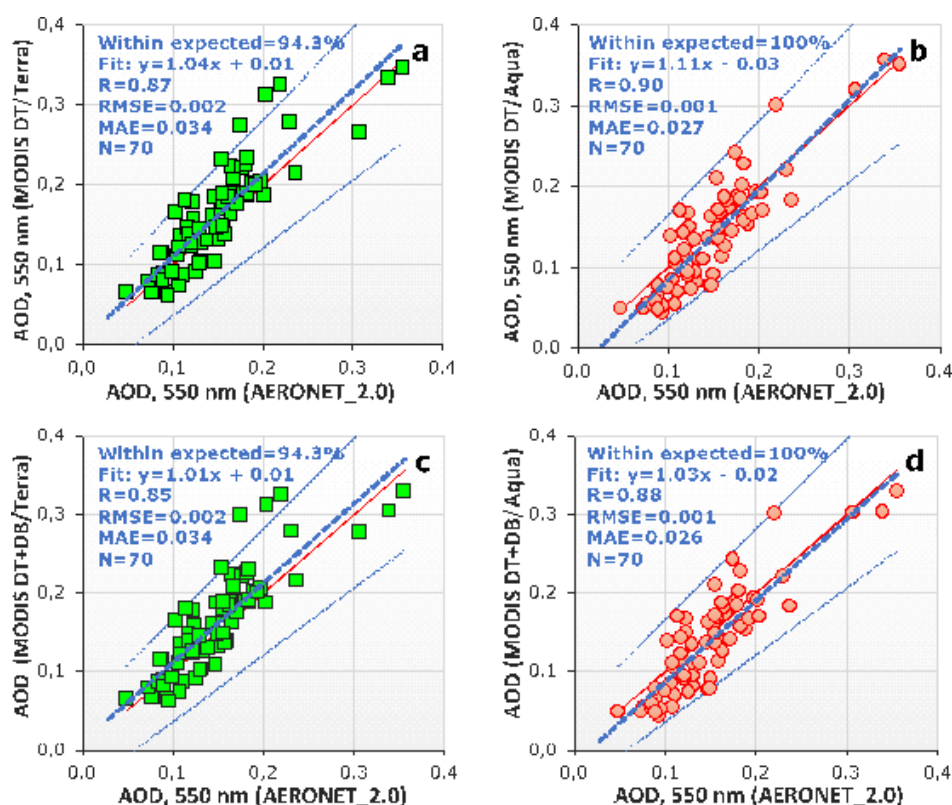 0,4
0,3
0,2
0,1
0,0
AOD, 550 nm (MODIS DT/Terra)
Within expected=94.3%
Fit: y=1.04x + 0.01
R=0.87
RMSE=0.002
MAE=0.034
N=70
a
0,0
0,1
0,2
0.3
0.4
AOD, 550 nm (AERONET_2.0)
0.4
0.3
0.2
0.1
0.0
AOD, 550 nm (MODIS DT/Aqua)
Within expected=100%
Fit: y=1.11x - 0.03
R=0.90
RMSE=0.001
MAE=0.027
N=70
b
0.0
0.1
0.2
0.3
0.4
AOD, 550 nm (AERONET_2.0)
0,4
0,3
0,2
0,1
0,0
AOD (MODIS DT+DB/Terra)
Within expected=94.3%
Fit: y=1.01x + 0.01
R=0.85
RMSE=0.002
MAE=0.034
N=70
c
0,0
0,1
0,2
0.3
0.4
AOD, 550 nm (AERONET_2.0)
0.4
0.3
0.2
0.1
0.0
AOD (MODIS DT+DB/Aqua)
Within expected=100%
Fit: y=1.03x - 0.02
R=0.88
RMSE=0.001
MAE=0.026
N=70
d
0.0
0.1
0.2
0.3
0.4
AOD, 550 nm (AERONET_2.0)